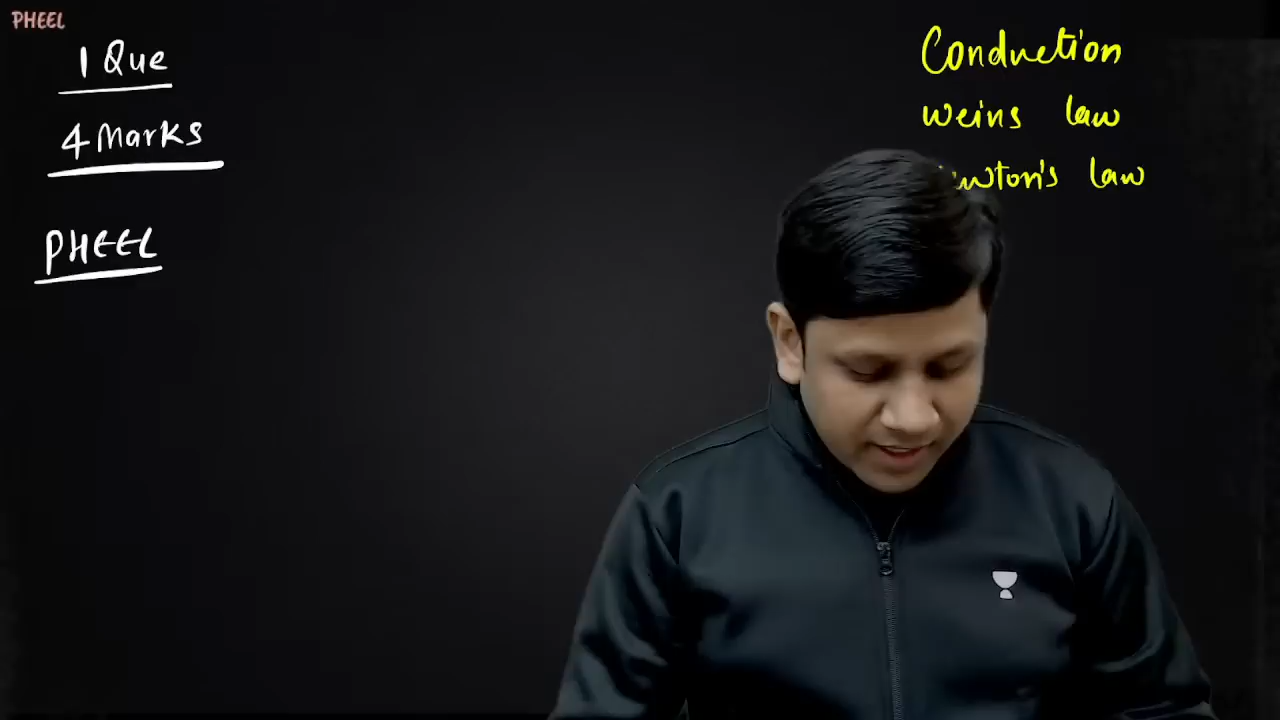 PHEEL
1 Que
4 Marks
PHEEL
Conduction
Weins law
law